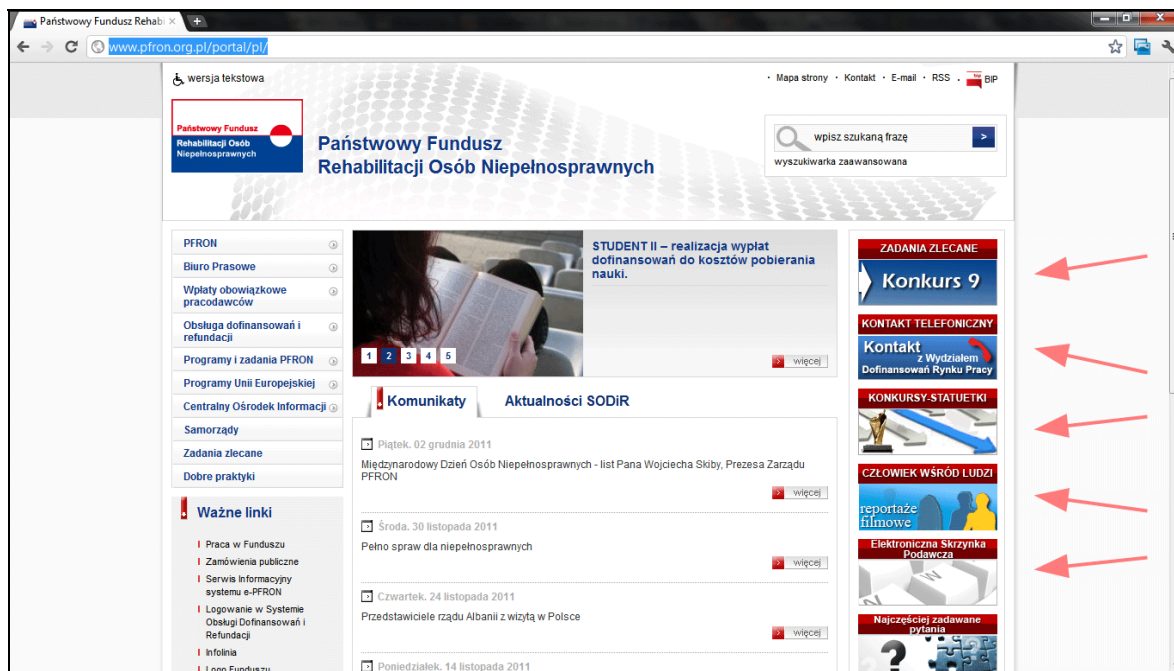 Państwowy Fundusz Rehabi
www.pfron.org.pl/portal/pl/
wersja tekstowa
Mapa strony · Kontakt · E-mail · RSS · BIP
Państwowy Fundusz
Rehabilitacji Osób
Niepełnosprawnych
Państwowy Fundusz
Rehabilitacji Osób Niepełnosprawnych
wpisz szukaną frazę
wyszukiwarka zaawansowana
PFRON
Biuro Prasowe
Wpłaty obowiązkowe
pracodawców
Obsługa dofinansowań i
refundacji
Programy i zadania PFRON
Programy Unii Europejskiej
Centralny Ośrodek Informacji
Samorządy
Zadania zlecane
Dobre praktyki
Ważne linki
Praca w Funduszu
Zamówienia publiczne
Serwis Informacyjny
systemu e-PFRON
Logowanie w Systemie
Obsługi Dofinansowań i
Refundacji
Infolinia
Logo Funduszu
STUDENT II – realizacja wypłat
dofinansowań do kosztów pobierania
nauki.
1 2 3 4 5
więcej
Komunikaty
Aktualności SODiR
Piątek. 02 grudnia 2011
Międzynarodowy Dzień Osób Niepełnosprawnych - list Pana Wojciecha Skiby, Prezesa Zarządu
PFRON
więcej
Środa. 30 listopada 2011
Pełno spraw dla niepełnosprawnych
więcej
Czwartek. 24 listopada 2011
Przedstawiciele rządu Albanii z wizytą w Polsce
więcej
Poniedziałek. 14 listopada 2011
ZADANIA ZLECANE
Konkurs 9
KONTAKT TELEFONICZNY
Kontakt
z Wydziałem
Dofinansowań Rynku Pracy
KONKURSY-STATUETKI
CZŁOWIEK WŚRÓD LUDZI
reportaże
filmowe
Elektroniczna Skrzynka
Podawcza
W
W
Najczęściej zadawane
pytania
?